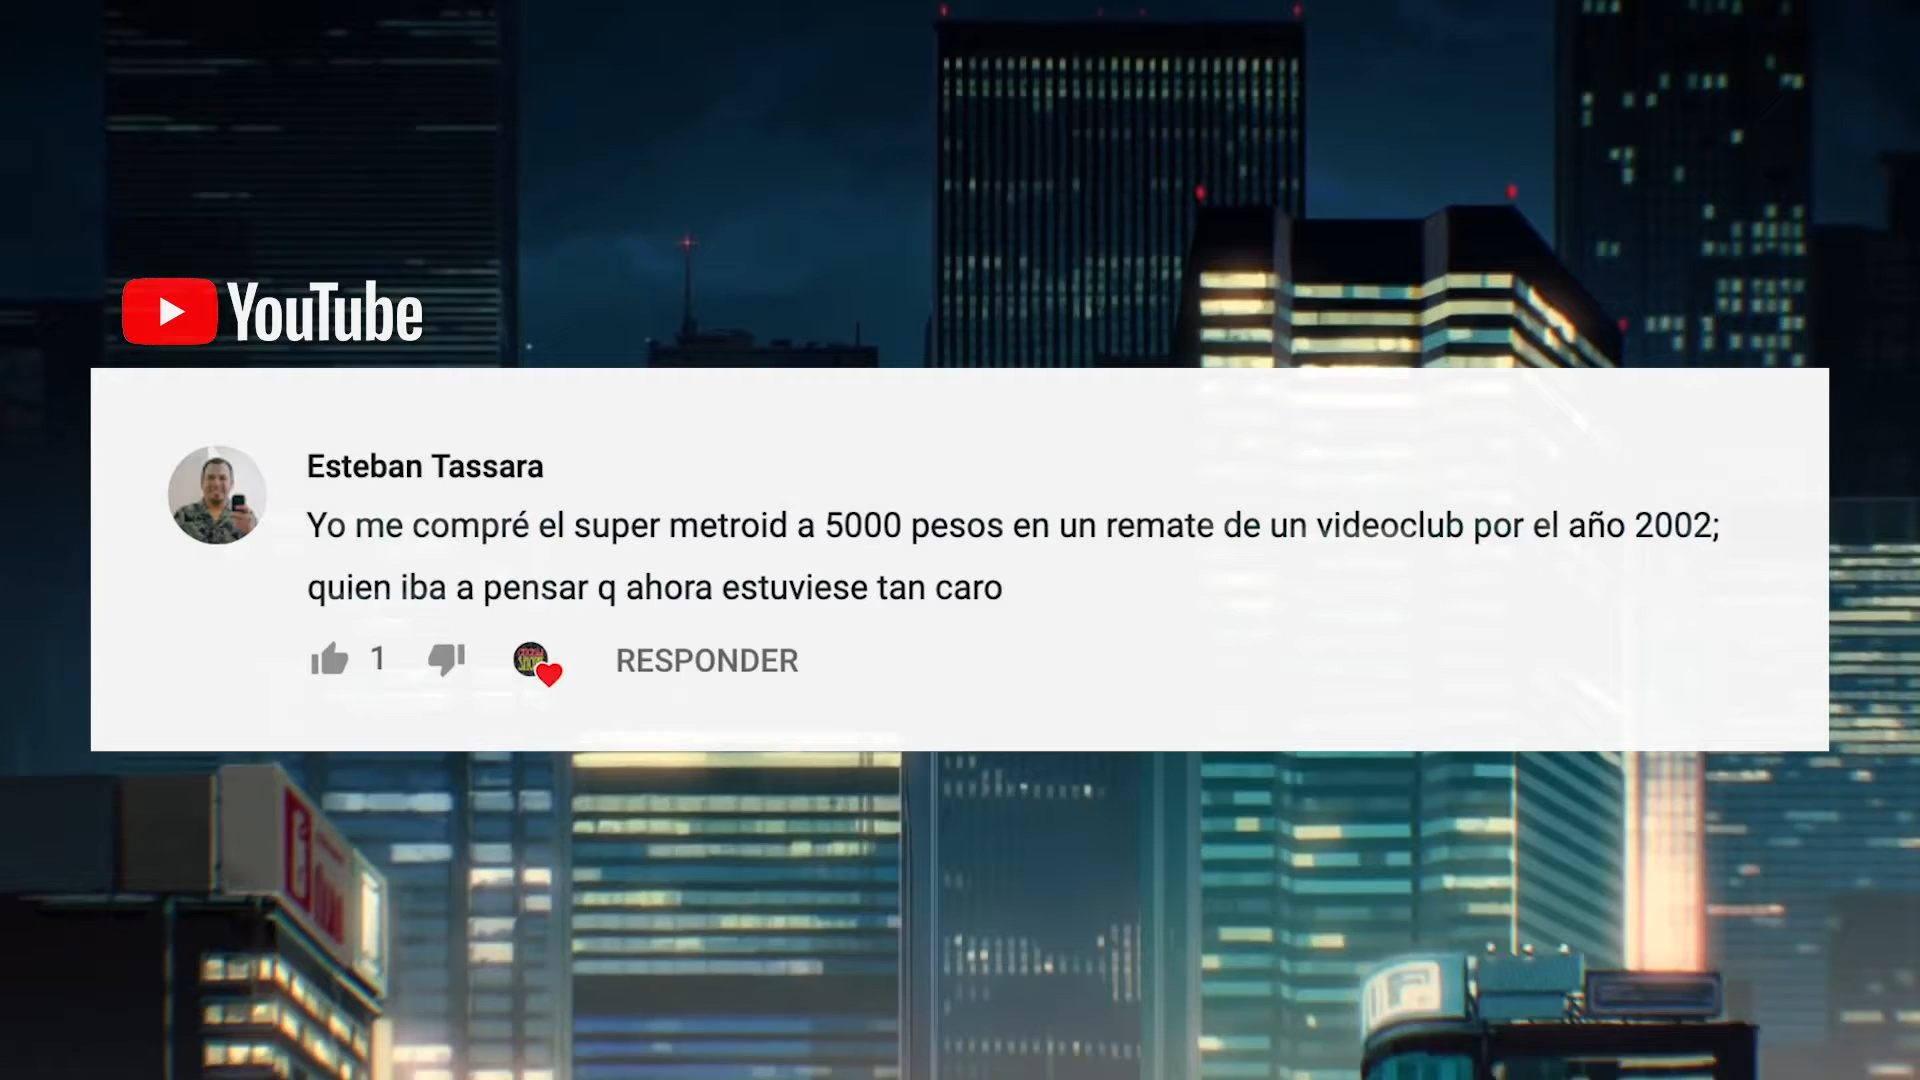 YouTube
Esteban Tassara
Yo me compré el super metroid a 5000 pesos en un remate de un videoclub por el año 2002;
quien iba a pensar q ahora estuviese tan caro
1
RESPONDER